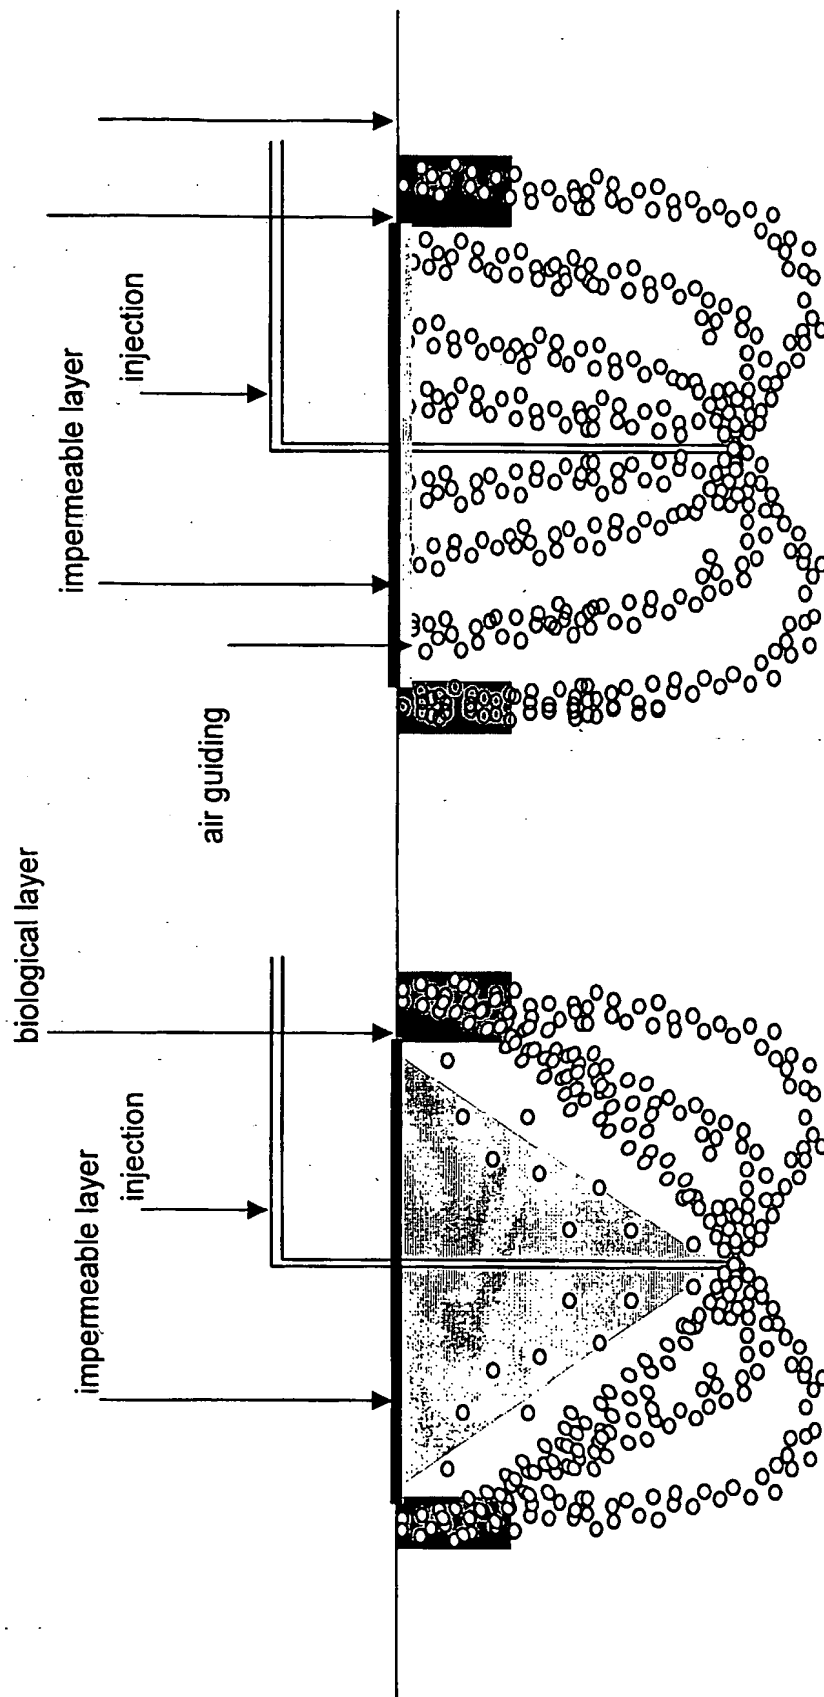 biological layer
impermeable layer
injection
air guiding
impermeable layer
injection